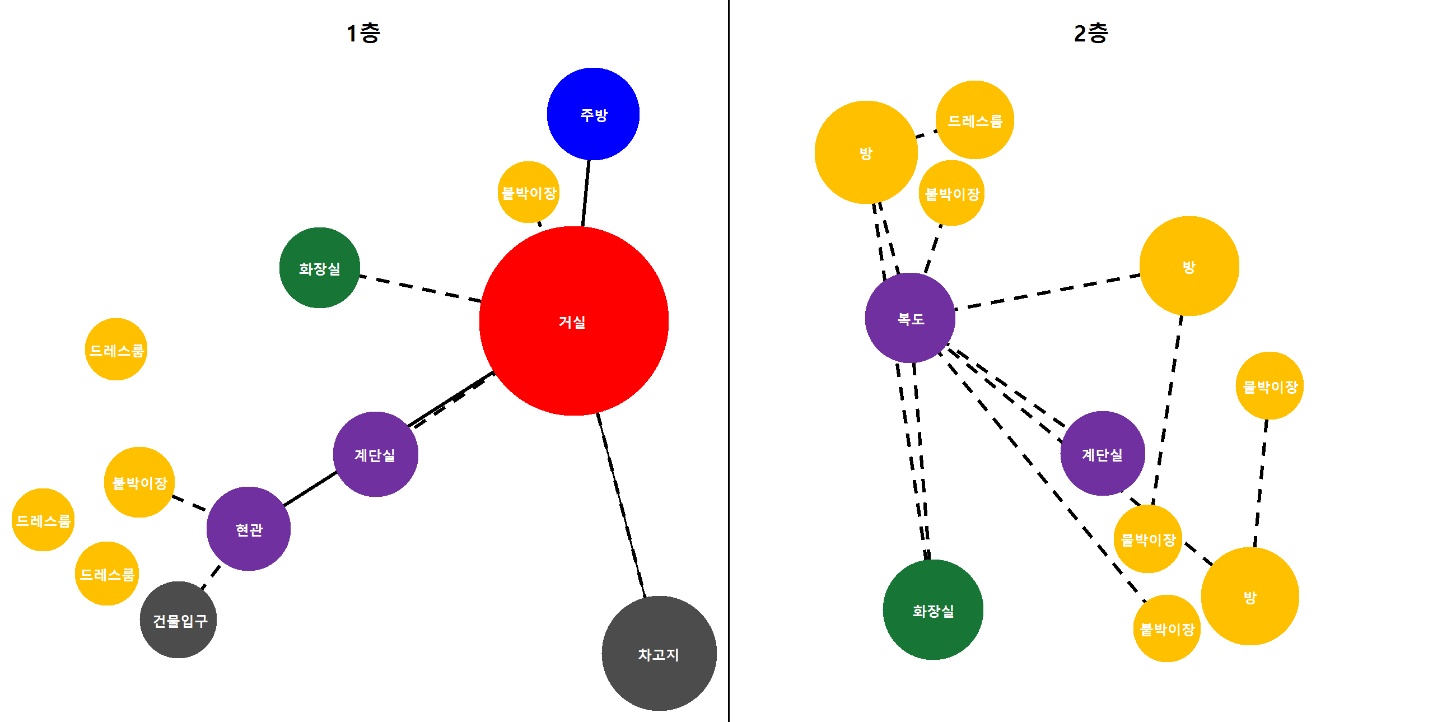 1층
주방
붙박이장
화장실
거실
드레스룸
계단실
붙박이장
드레스룸
현관
드레스룸
건물입구
차고지
2층
드레스룸
방
붙박이장
방
복도
붙박이장
계단실
붙박이장
방
화장실
붙박이장